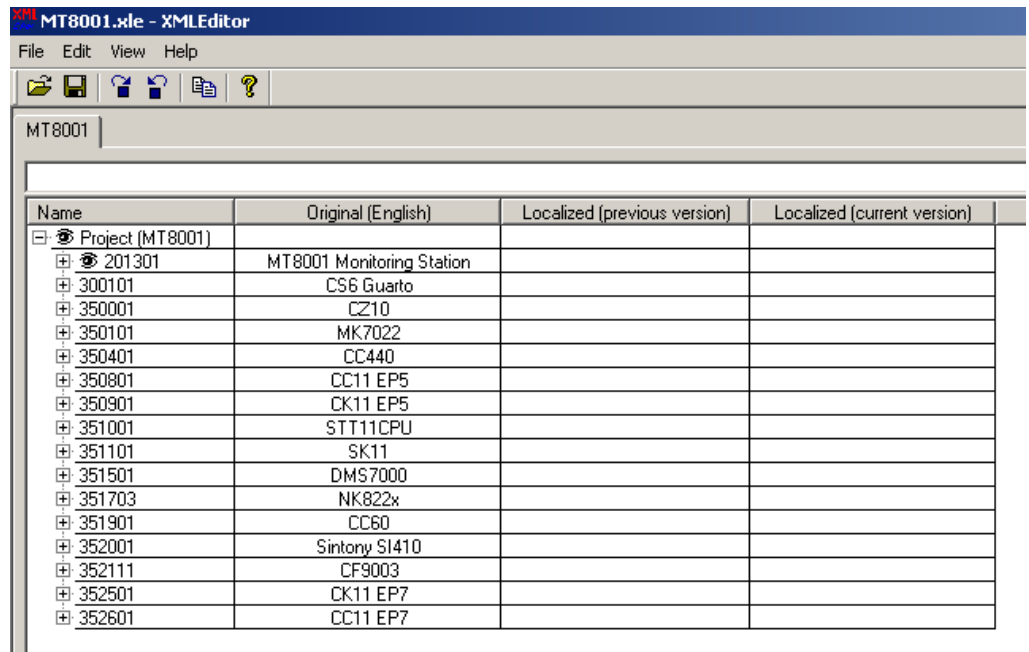 XML MT8001.xle - XMLEditor
File Edit View Help
MT8001
Name Original (English) Localized (previous version) Localized (current version)
Project (MT8001)
201301 MT8001 Monitoring Station
300101 CS6 Guarto
350001 CZ10
350101 MK7022
350401 CC440
350801 CC11 EP5
350901 CK11 EP5
351001 STT11CPU
351101 SK11
351501 DMS7000
351703 NK822x
351901 CC60
352001 Sintony SI410
352111 CF9003
352501 CK11 EP7
352601 CC11 EP7